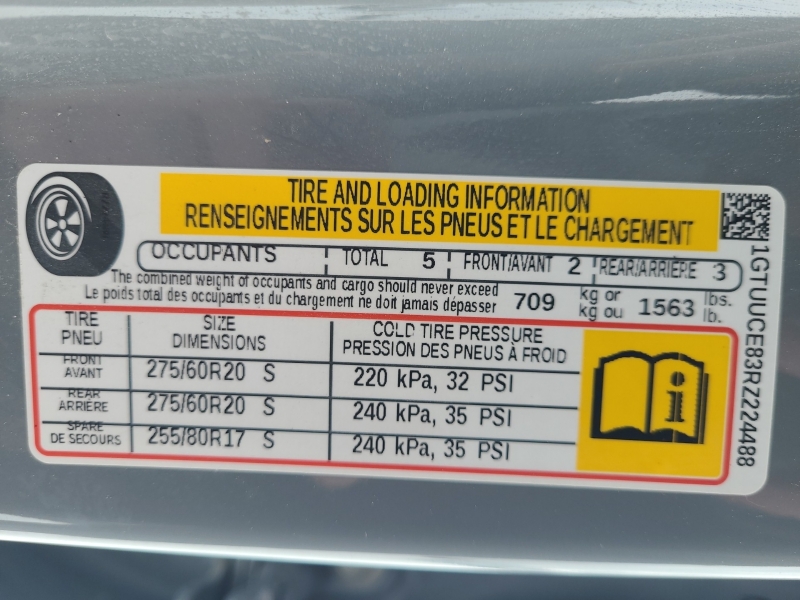 TIRE AND LOADING INFORMATION
RENSEIGNEMENTS SUR LES PNEUS ET LE CHARGEMENT
OCCUPANTS TOTAL 5 FRONT/AVANT 2 REAR/ARRIÈRE 3
The combined weight of occupants and cargo should never exceed
Le poids total des occupants et du chargement ne doit jamais dépasser
709 kg or 1563 lbs.
kg ou lb.
TIRE SIZE COLD TIRE PRESSURE
PNEU DIMENSIONS PRESSION DES PNEUS À FROID
FRONT
AVANT 275/60R20 S 220 kPa, 32 PSI
REAR
ARRIÈRE 275/60R20 S 240 kPa, 35 PSI
SPARE
DE SECOURS 255/80R17 S 240 kPa, 35 PSI
i
1GTUUCE83RZ224488